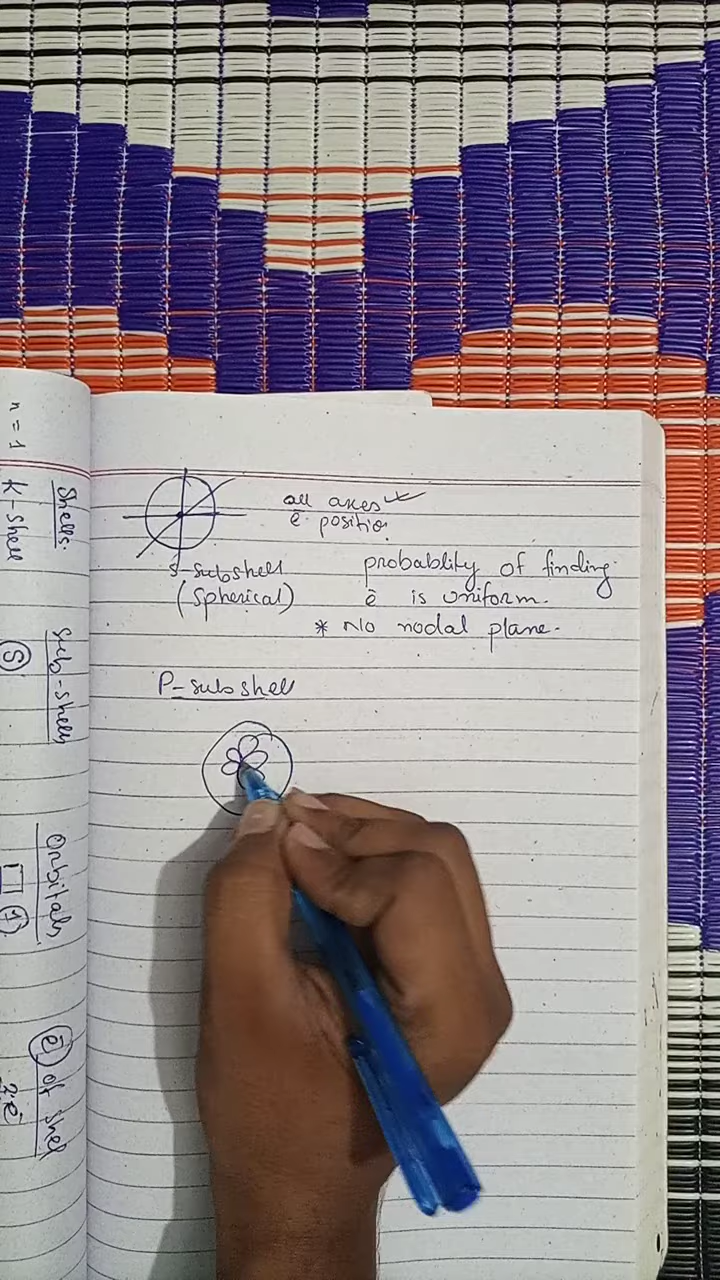 all axes
ē position
s-subshell
(Spherical)
probablity of finding
ē is uniform.
* No nodal plane.
P-subshell
Shells.
sub-shells
Orbitals
ē of shel
n = 1
K-shell
S
1
2ē